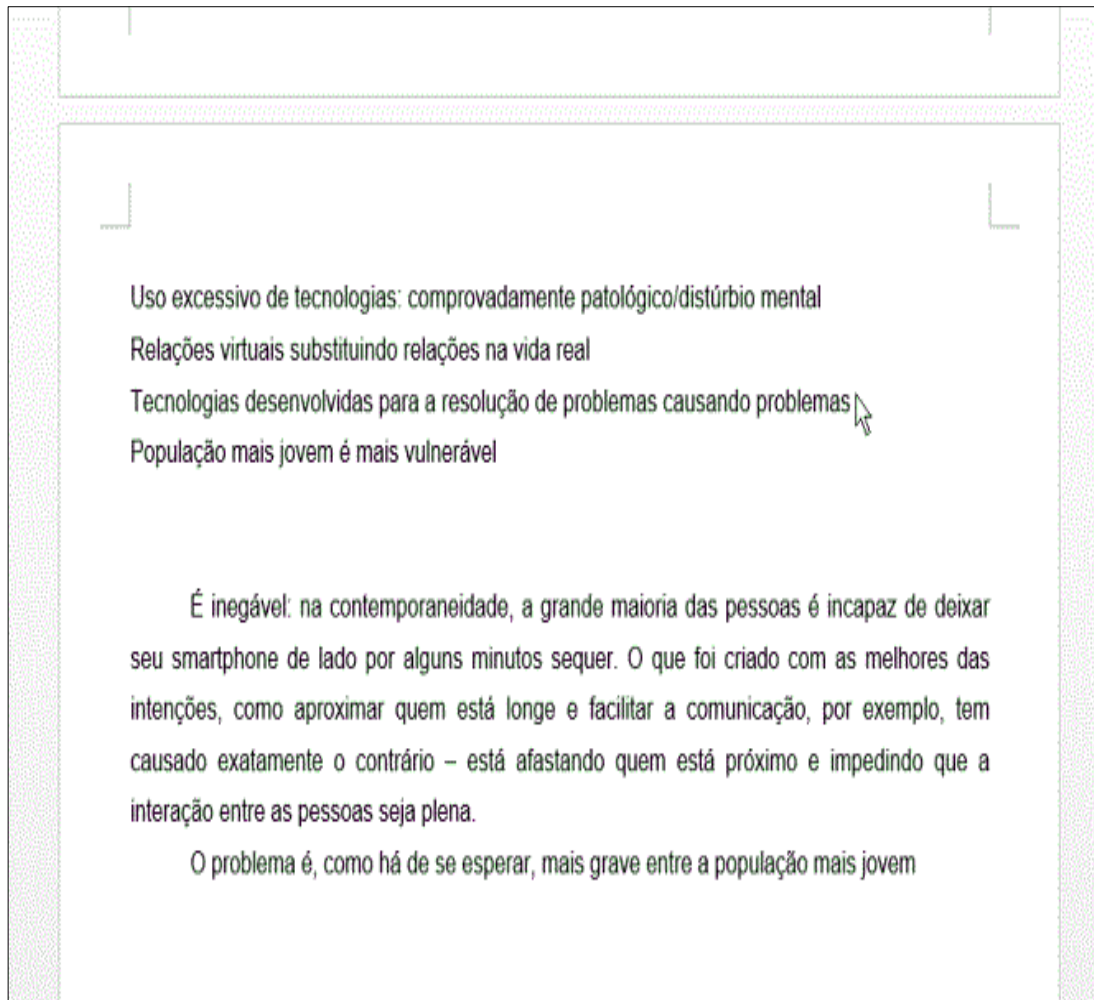 Uso excessivo de tecnologias: comprovadamente patológico/distúrbio mental
Relações virtuais substituindo relações na vida real
Tecnologias desenvolvidas para a resolução de problemas causando problemas
População mais jovem é mais vulnerável
É inegável: na contemporaneidade, a grande maioria das pessoas é incapaz de deixar
seu smartphone de lado por alguns minutos sequer. O que foi criado com as melhores das
intenções, como aproximar quem está longe e facilitar a comunicação, por exemplo, tem
causado exatamente o contrário – está afastando quem está próximo e impedindo que a
interação entre as pessoas seja plena.
O problema é, como há de se esperar, mais grave entre a população mais jovem